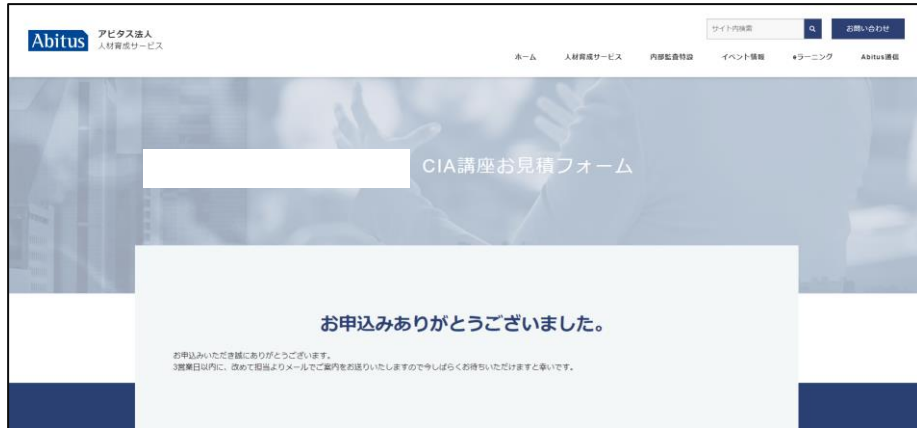 Abitus
アビタス法人
人材育成サービス
サイト内検索
お問い合わせ
ホーム 人材育成サービス 内部監査特設 イベント情報 eラーニング Abitus通信
CIA講座お見積フォーム
お申込みありがとうございました。
お申込みいただき誠にありがとうございます。
3営業日以内に、改めて担当よりメールでご案内をお送りいたしますので今しばらくお待ちいただけますと幸いです。